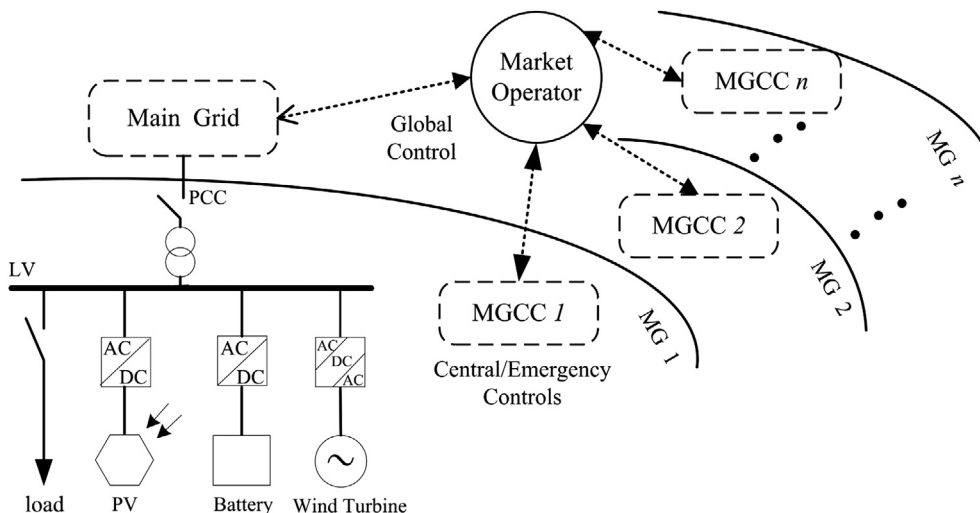 Market
Operator
MGCC n
Main Grid
Global
Control
MG n
PCC
MGCC 2
LV
MG 2
MGCC 1
MG 1
AC
DC
AC
DC
AC
DC
AC
Central/Emergency
Controls
load
PV
Battery
Wind Turbine